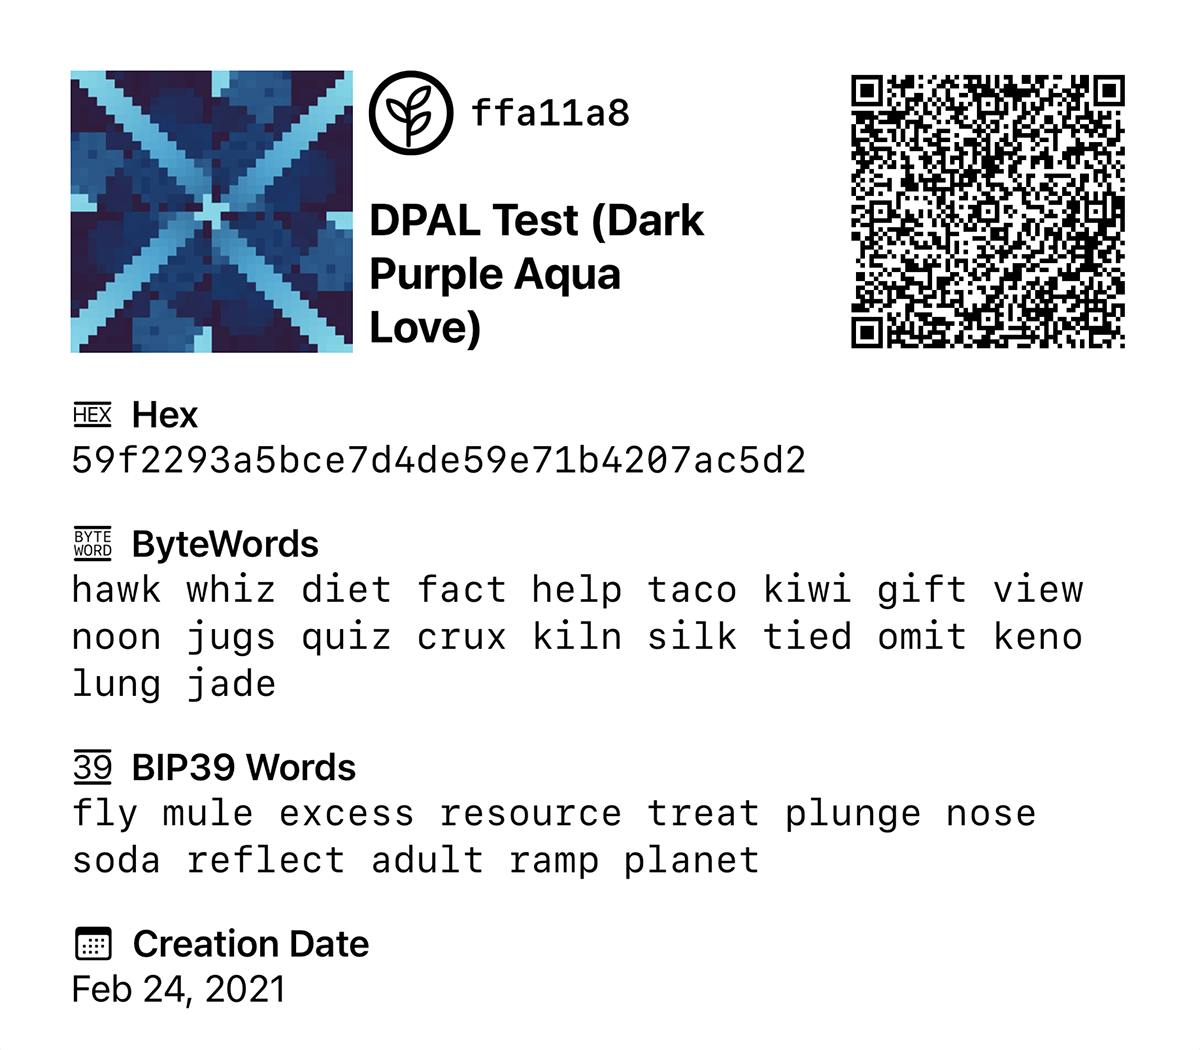 ffa11a8
DPAL Test (Dark
Purple Aqua
Love)
HEX Hex
59f2293a5bce7d4de59e71b4207ac5d2
BYTE
WORD
ByteWords
hawk whiz diet fact help taco kiwi gift view
noon jugs quiz crux kiln silk tied omit keno
lung jade
39 BIP39 Words
fly mule excess resource treat plunge nose
soda reflect adult ramp planet
Creation Date
Feb 24, 2021